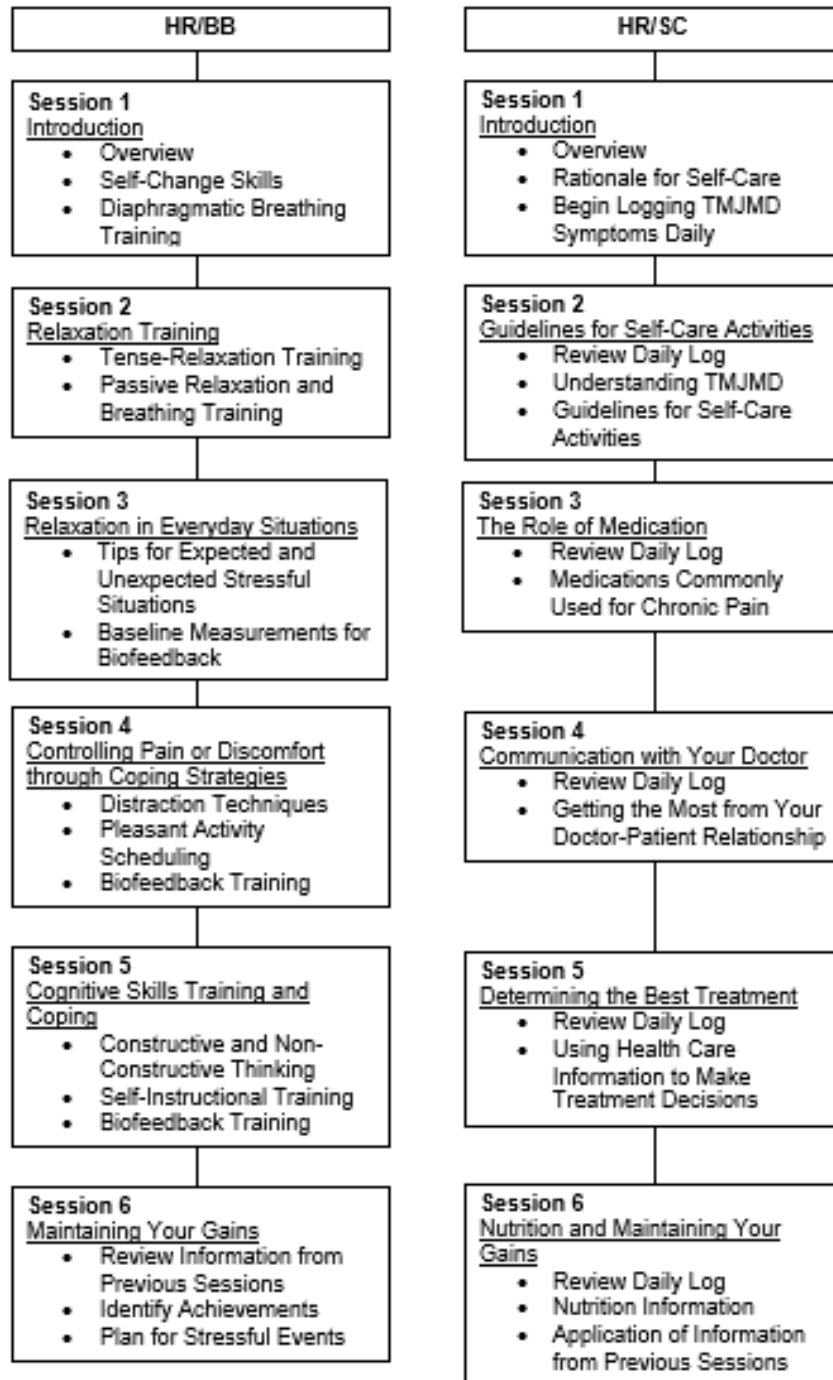 HR/BB
Session 1
Introduction
• Overview
• Self-Change Skills
• Diaphragmatic Breathing
Training
Session 2
Relaxation Training
• Tense-Relaxation Training
• Passive Relaxation and
Breathing Training
Session 3
Relaxation in Everyday Situations
• Tips for Expected and
Unexpected Stressful
Situations
• Baseline Measurements for
Biofeedback
Session 4
Controlling Pain or Discomfort
through Coping Strategies
• Distraction Techniques
• Pleasant Activity
Scheduling
• Biofeedback Training
Session 5
Cognitive Skills Training and
Coping
• Constructive and Non-
Constructive Thinking
• Self-Instructional Training
• Biofeedback Training
Session 6
Maintaining Your Gains
• Review Information from
Previous Sessions
• Identify Achievements
• Plan for Stressful Events
HR/SC
Session 1
Introduction
• Overview
• Rationale for Self-Care
• Begin Logging TMJMD
Symptoms Daily
Session 2
Guidelines for Self-Care Activities
• Review Daily Log
• Understanding TMJMD
• Guidelines for Self-Care
Activities
Session 3
The Role of Medication
• Review Daily Log
• Medications Commonly
Used for Chronic Pain
Session 4
Communication with Your Doctor
• Review Daily Log
• Getting the Most from Your
Doctor-Patient Relationship
Session 5
Determining the Best Treatment
• Review Daily Log
• Using Health Care
Information to Make
Treatment Decisions
Session 6
Nutrition and Maintaining Your
Gains
• Review Daily Log
• Nutrition Information
• Application of Information
from Previous Sessions